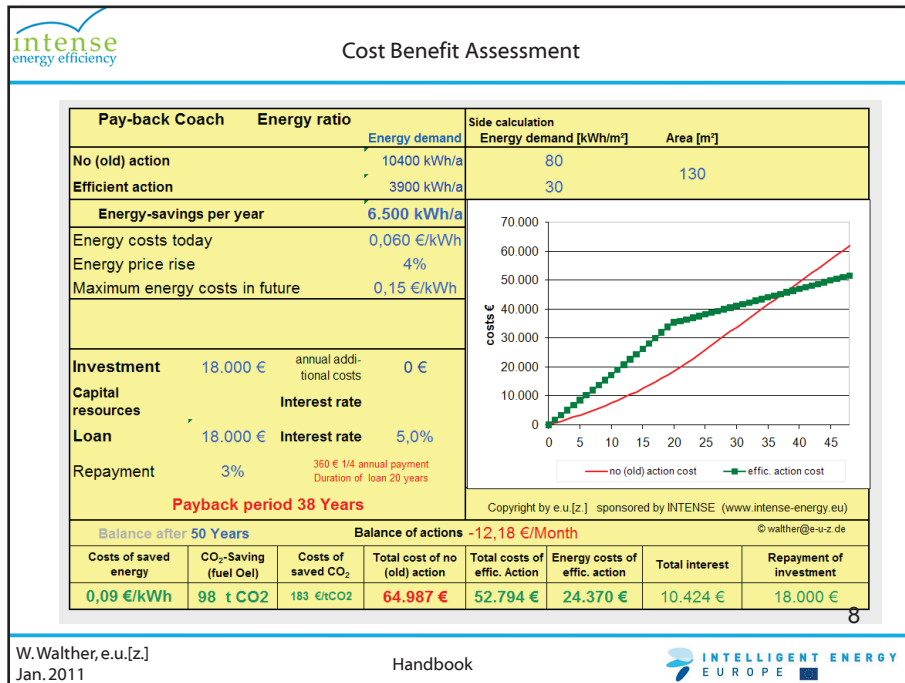 intense
energy efficiency
Cost Benefit Assessment
Pay-back Coach Energy ratio
Energy demand
Side calculation
Energy demand [kWh/m²] Area [m²]
No (old) action 10400 kWh/a 80
130
Efficient action 3900 kWh/a 30
Energy-savings per year 6.500 kWh/a
Energy costs today 0,060 €/kWh
Energy price rise 4%
Maximum energy costs in future 0,15 €/kWh
Investment 18.000 € annual addi-
tional costs 0 €
Capital
resources Interest rate
Loan 18.000 € Interest rate 5,0%
Repayment 3% 360 € 1/4 annual payment
Duration of loan 20 years
Payback period 38 Years
costs €
70.000
60.000
50.000
40.000
30.000
20.000
10.000
0
0 5 10 15 20 25 30 35 40 45
no (old) action cost effic. action cost
Copyright by e.u.[z.] sponsored by INTENSE (www.intense-energy.eu)
Balance after 50 Years Balance of actions -12,18 €/Month © walther@e-u-z.de
Costs of saved
energy
CO₂-Saving
(fuel Oel)
Costs of
saved CO₂
Total cost of no
(old) action
Total costs of
effic. Action
Energy costs of
effic. action
Total interest
Repayment of
investment
0,09 €/kWh 98 t CO2 183 €/tCO2 64.987 € 52.794 € 24.370 € 10.424 € 18.000 €
8
W. Walther, e.u.[z.]
Jan. 2011
Handbook
INTELLIGENT ENERGY
EUROPE